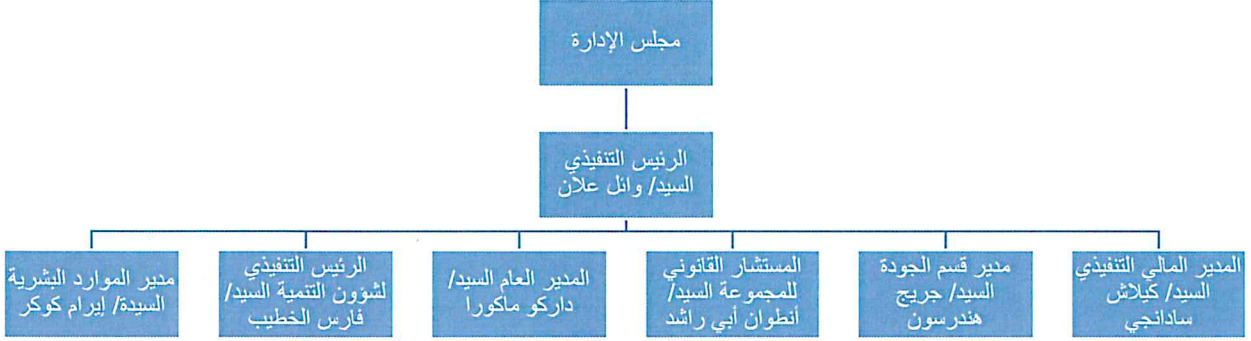 مجلس الإدارة
الرئيس التنفيذي
السيد/ وائل علان
المدير المالي التنفيذي
السيد/ كيلاش
سادانجي
مدير قسم الجودة
السيد/ جريج
هندرسون
المستشار القانوني
للمجموعة السيد/
أنطوان أبي راشد
المدير العام السيد/
داركو ماكورا
الرئيس التنفيذي
لشؤون التنمية السيد/
فارس الخطيب
مدير الموارد البشرية
السيدة/ إيرام كوكر